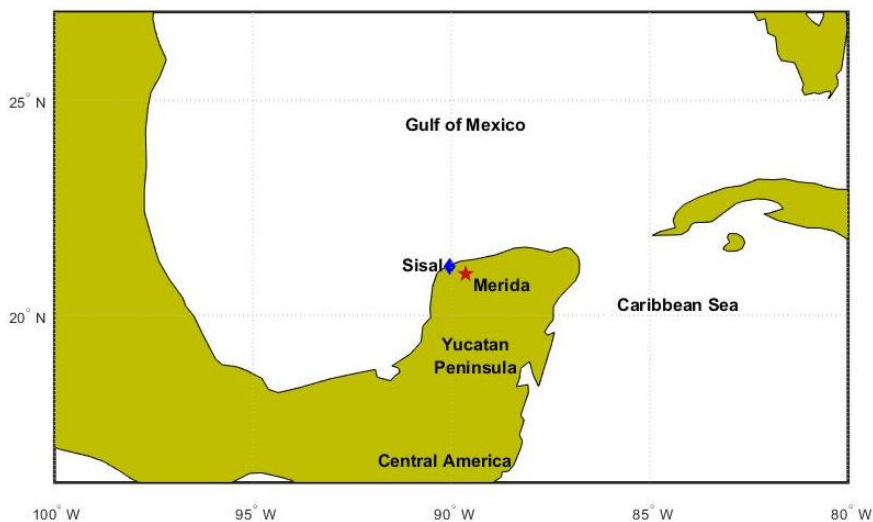 25° N
Gulf of Mexico
Sisal
Merida
Caribbean Sea
20° N
Yucatan
Peninsula
Central America
100° W 95° W 90° W 85° W 80° W